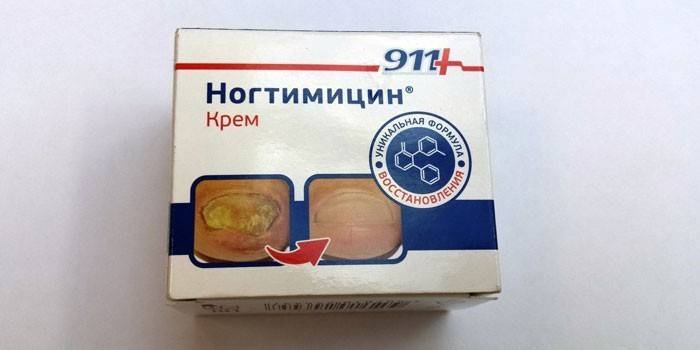 911+
Ногтимицин®
Крем
УНИКАЛЬНАЯ ФОРМУЛА
ВОССТАНОВЛЕНИЯ